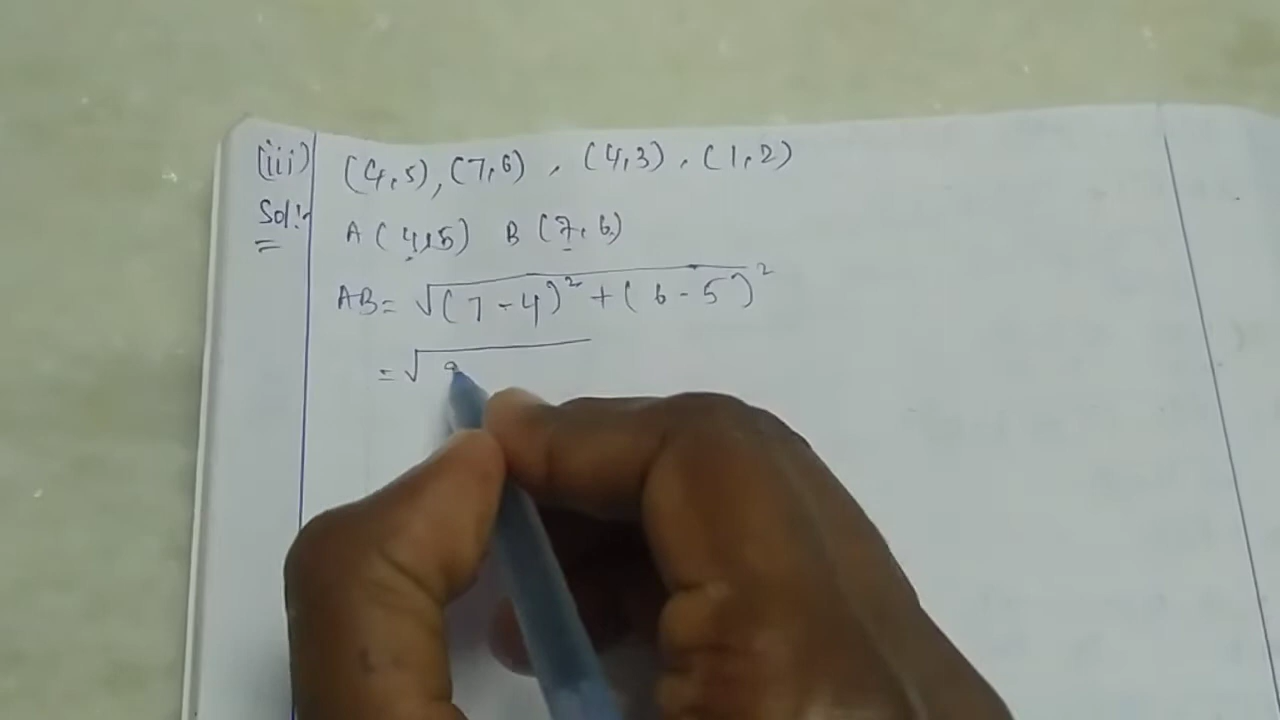 (iii) (4,5), (7,6) , (4,3) , (1,2)
Sol:- A (4,5) B (7,6)
AB = √(7-4)² + (6-5)²
= √9